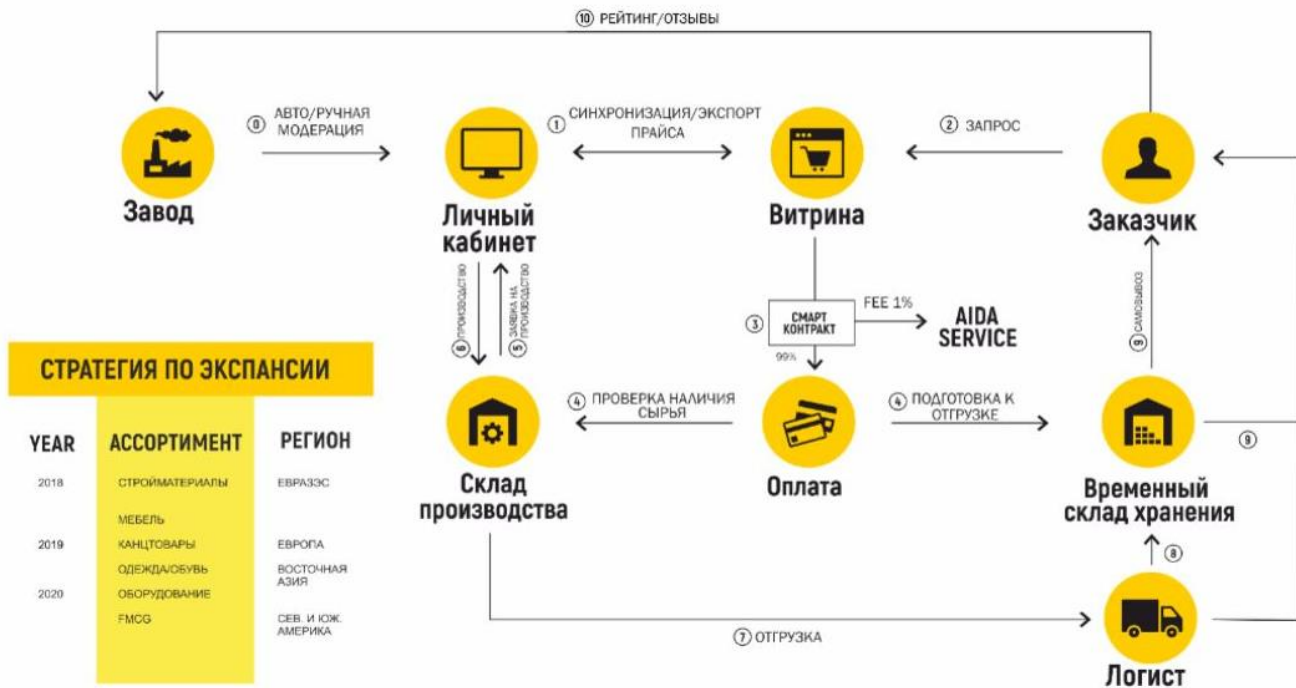 ⑩ РЕЙТИНГ/ОТЗЫВЫ
⓪ АВТО/РУЧНАЯ
МОДЕРАЦИЯ
① СИНХРОНИЗАЦИЯ/ЭКСПОРТ
ПРАЙСА
② ЗАПРОС
Завод
Личный
кабинет
Витрина
Заказчик
⑥ ПРОИЗВОДСТВО
⑤ ЗАЯВКА НА
ПРОИЗВОДСТВО
③
СМАРТ
КОНТРАКТ
FEE 1%
AIDA
SERVICE
99%
⑨ САМОВЫВОЗ
④ ПРОВЕРКА НАЛИЧИЯ
СЫРЬЯ
④ ПОДГОТОВКА К
ОТГРУЗКЕ
⑨
Склад
производства
Оплата
Временный
склад хранения
⑧
⑦ ОТГРУЗКА
Логист
СТРАТЕГИЯ ПО ЭКСПАНСИИ
YEAR АССОРТИМЕНТ РЕГИОН
2018 СТРОЙМАТЕРИАЛЫ ЕВРАЗЭС
МЕБЕЛЬ
2019 КАНЦТОВАРЫ ЕВРОПА
ОДЕЖДА/ОБУВЬ ВОСТОЧНАЯ
АЗИЯ
2020 ОБОРУДОВАНИЕ
FMCG СЕВ. И ЮЖ.
АМЕРИКА